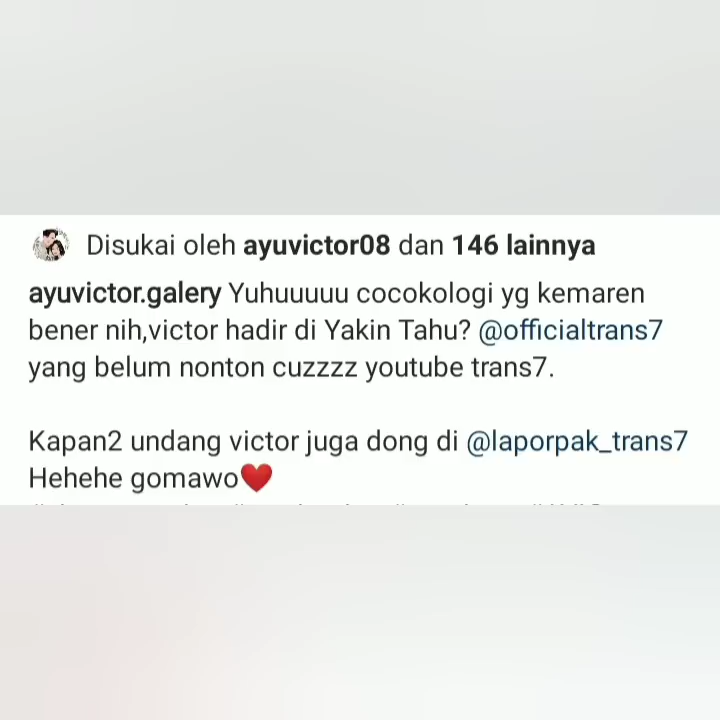 Disukai oleh ayuvictor08 dan 146 lainnya
ayuvictor.galery Yuhuuuuu cocokologi yg kemaren
bener nih,victor hadir di Yakin Tahu? @officialtrans7
yang belum nonton cuzzzz youtube trans7.
Kapan2 undang victor juga dong di @laporpak_trans7
Hehehe gomawo❤️